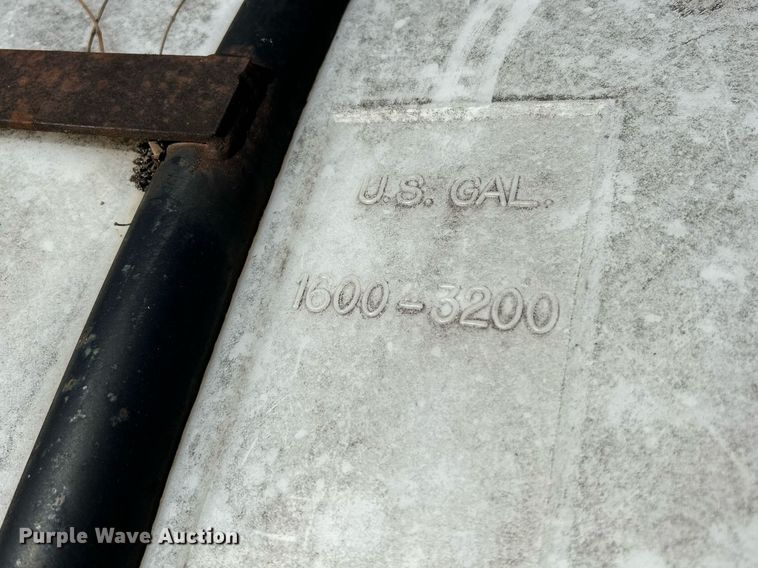 U.S. GAL.
1600-3200
Purple Wave Auction